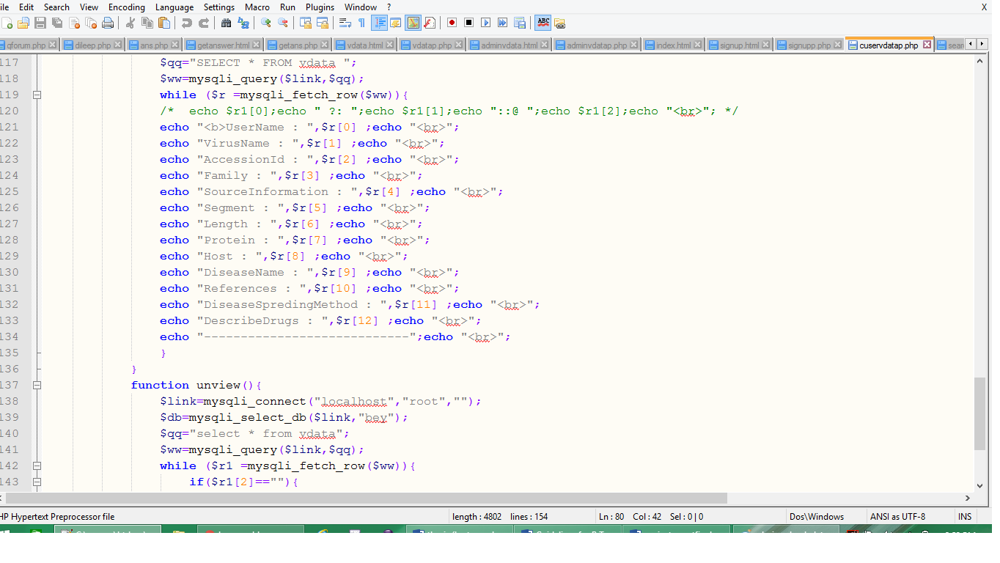 Edit Search View Encoding Language Settings Macro Run Plugins Window ? X
ABC
qforum.php dileep.php ans.php getanswer.html getans.php vdata.html vdatap.php adminvdata.html adminvdatap.php index.html signup.html signupp.php cuservdatap.php
117 $qq="SELECT * FROM ydata ";
118 $ww=mysqli_query($link,$qq);
119 while ($r =mysqli_fetch_row($ww)){
120 /*  echo $r1[0];echo " ?: ";echo $r1[1];echo "::@ ";echo $r1[2];echo "<br>"; */
121 echo "<b>UserName : ",$r[0] ;echo "<br>";
122 echo "VirusName : ",$r[1] ;echo "<br>";
123 echo "AccessionId : ",$r[2] ;echo "<br>";
124 echo "Family : ",$r[3] ;echo "<br>";
125 echo "SourceInformation : ",$r[4] ;echo "<br>";
126 echo "Segment : ",$r[5] ;echo "<br>";
127 echo "Length : ",$r[6] ;echo "<br>";
128 echo "Protein : ",$r[7] ;echo "<br>";
129 echo "Host : ",$r[8] ;echo "<br>";
130 echo "DiseaseName : ",$r[9] ;echo "<br>";
131 echo "References : ",$r[10] ;echo "<br>";
132 echo "DiseaseSpredingMethod : ",$r[11] ;echo "<br>";
133 echo "DescribeDrugs : ",$r[12] ;echo "<br>";
134 echo "----------------------------";echo "<br>";
135 }
136 }
137 function unview(){
138 $link=mysqli_connect("localhost","root","");
139 $db=mysqli_select_db($link,"bey");
140 $qq="select * from ydata";
141 $ww=mysqli_query($link,$qq);
142 while ($r1 =mysqli_fetch_row($ww)){
143 if($r1[2]==""){
Hypertext Preprocessor file length : 4802 lines : 154 Ln : 80 Col : 42 Sel : 0 | 0 Dos\Windows ANSI as UTF-8 INS